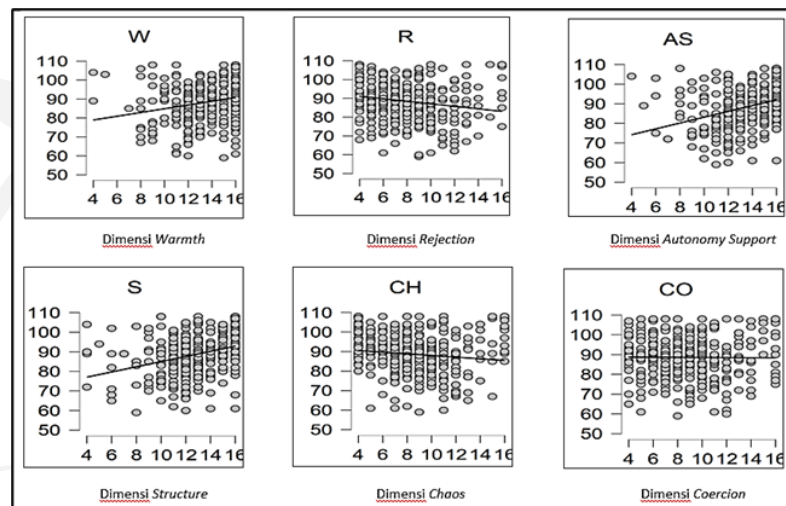 W
110
100
90
80
70
60
50
4 6 8 10 12 14 16
Dimensi Warmth
R
110
100
90
80
70
60
50
4 6 8 10 12 14 16
Dimensi Rejection
AS
110
100
90
80
70
60
50
4 6 8 10 12 14 16
Dimensi Autonomy Support
S
110
100
90
80
70
60
50
4 6 8 10 12 14 16
Dimensi Structure
CH
110
100
90
80
70
60
50
4 6 8 10 12 14 16
Dimensi Chaos
CO
110
100
90
80
70
60
50
4 6 8 10 12 14 16
Dimensi Coercion